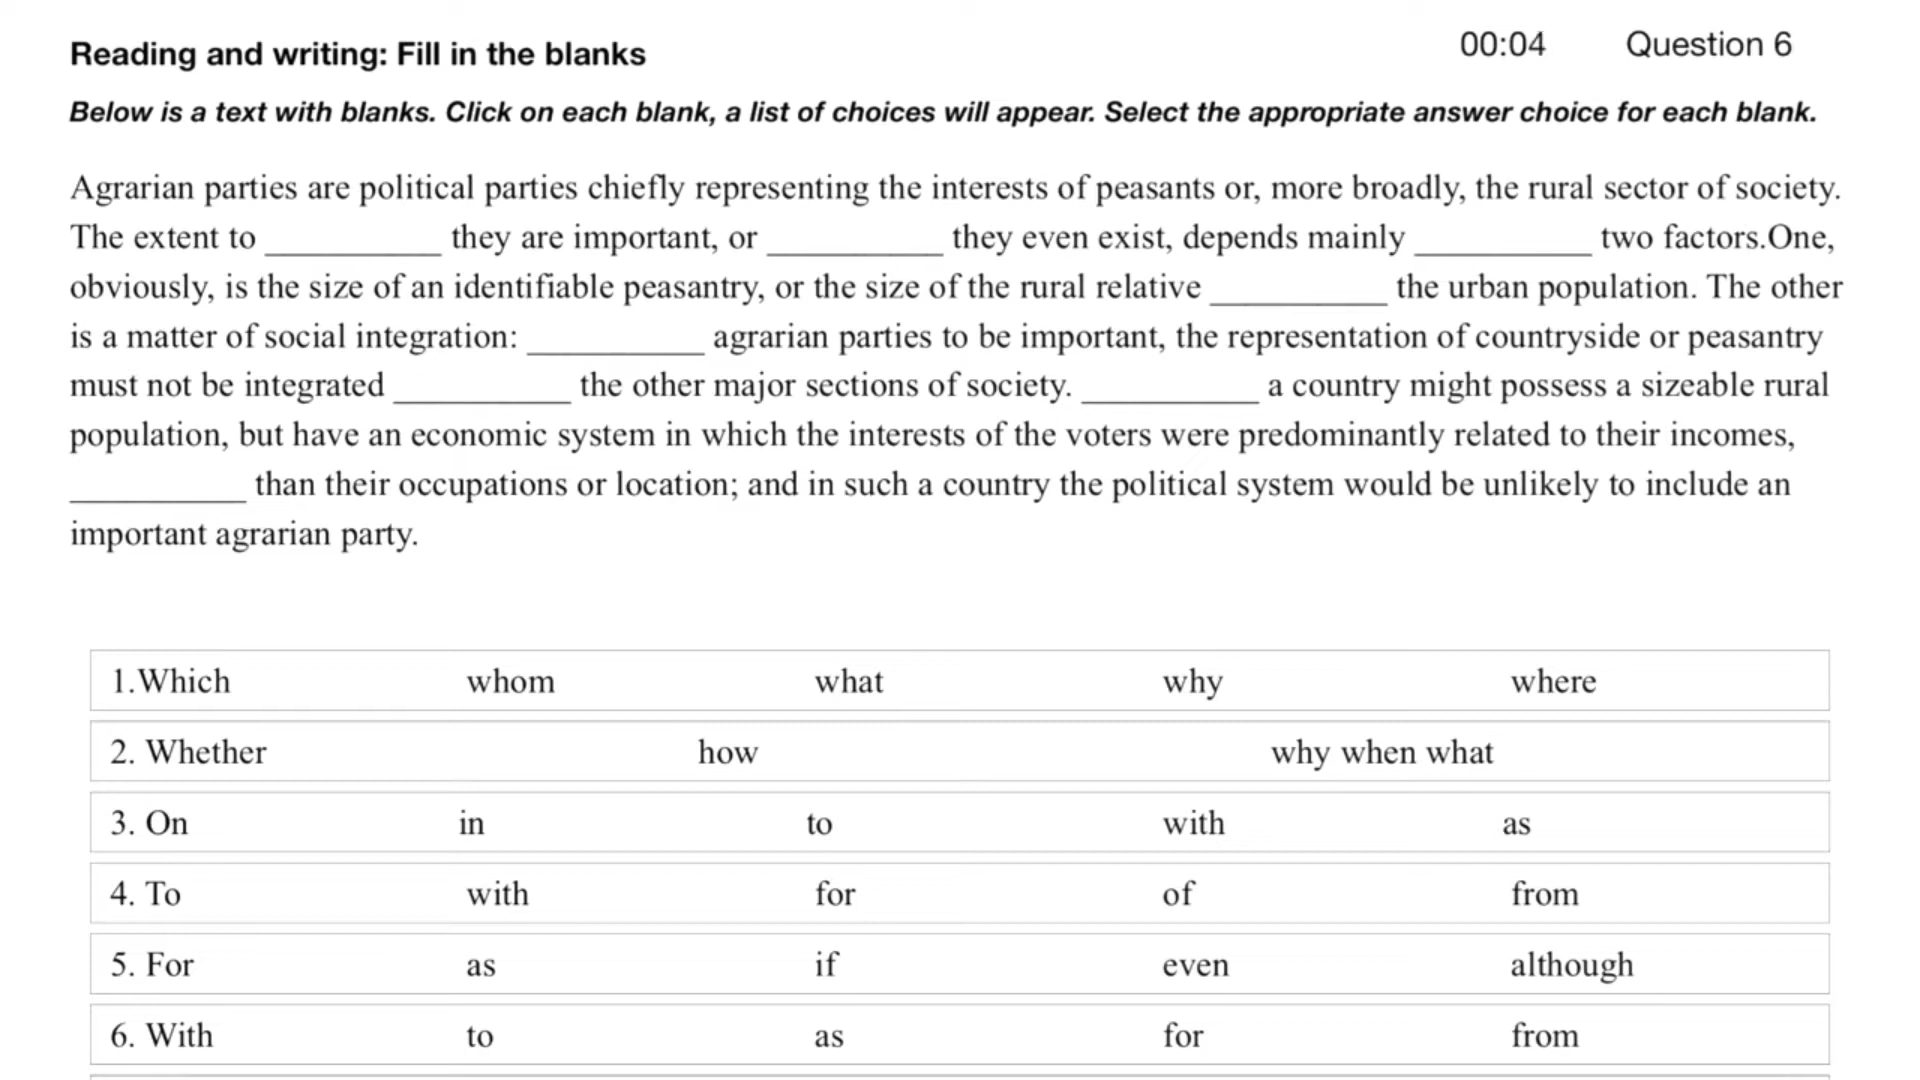 Reading and writing: Fill in the blanks
00:04 Question 6
Below is a text with blanks. Click on each blank, a list of choices will appear. Select the appropriate answer choice for each blank.
Agrarian parties are political parties chiefly representing the interests of peasants or, more broadly, the rural sector of society.
The extent to __________ they are important, or __________ they even exist, depends mainly __________ two factors.One,
obviously, is the size of an identifiable peasantry, or the size of the rural relative __________ the urban population. The other
is a matter of social integration: __________ agrarian parties to be important, the representation of countryside or peasantry
must not be integrated __________ the other major sections of society. __________ a country might possess a sizeable rural
population, but have an economic system in which the interests of the voters were predominantly related to their incomes,
__________ than their occupations or location; and in such a country the political system would be unlikely to include an
important agrarian party.
1.Which whom what why where
2. Whether how why when what
3. On in to with as
4. To with for of from
5. For as if even although
6. With to as for from